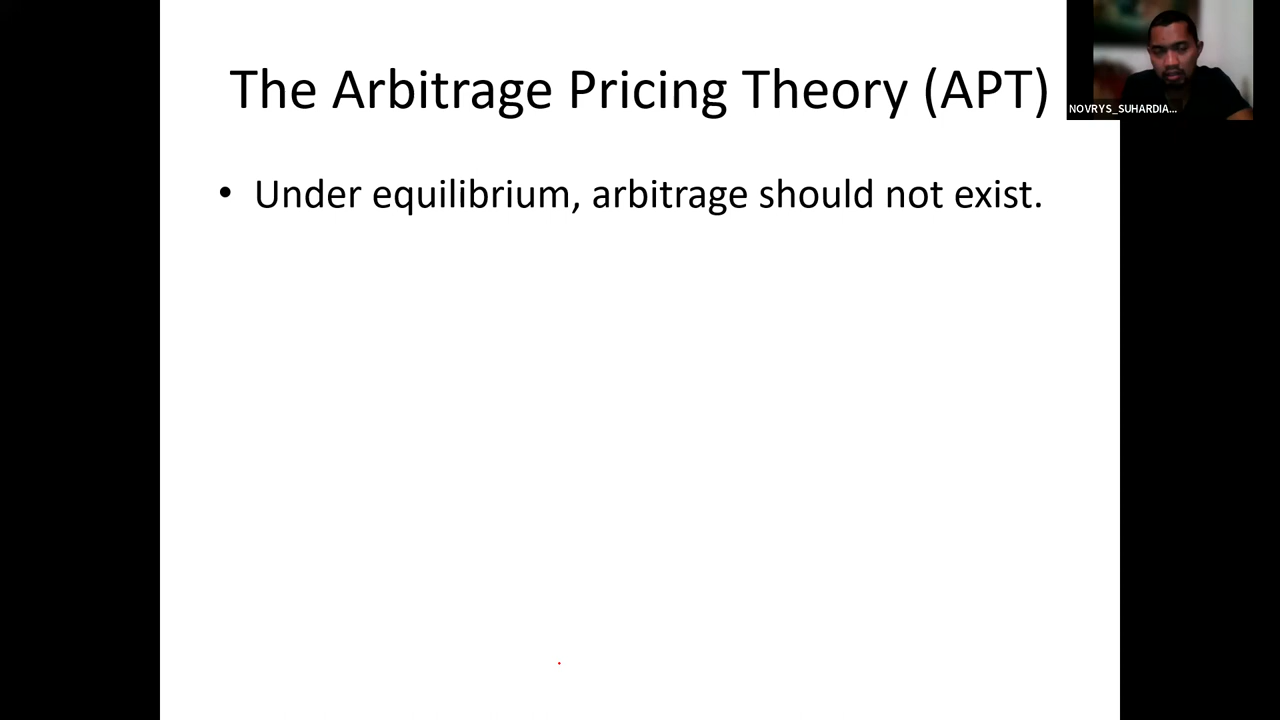 The Arbitrage Pricing Theory (APT)
NOVRYS_SUHARDIA...
• Under equilibrium, arbitrage should not exist.